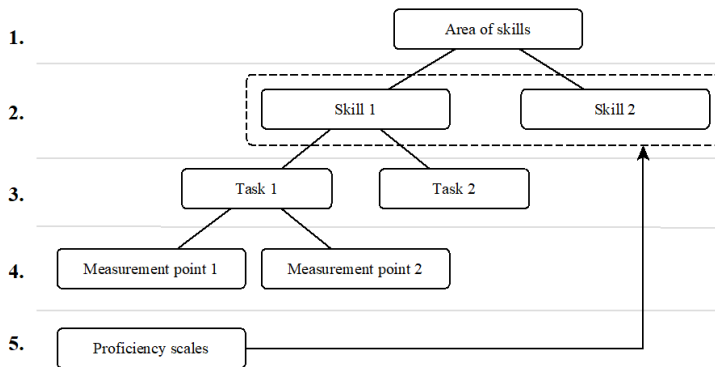 1.
Area of skills
2.
Skill 1
Skill 2
3.
Task 1
Task 2
4.
Measurement point 1
Measurement point 2
5.
Proficiency scales